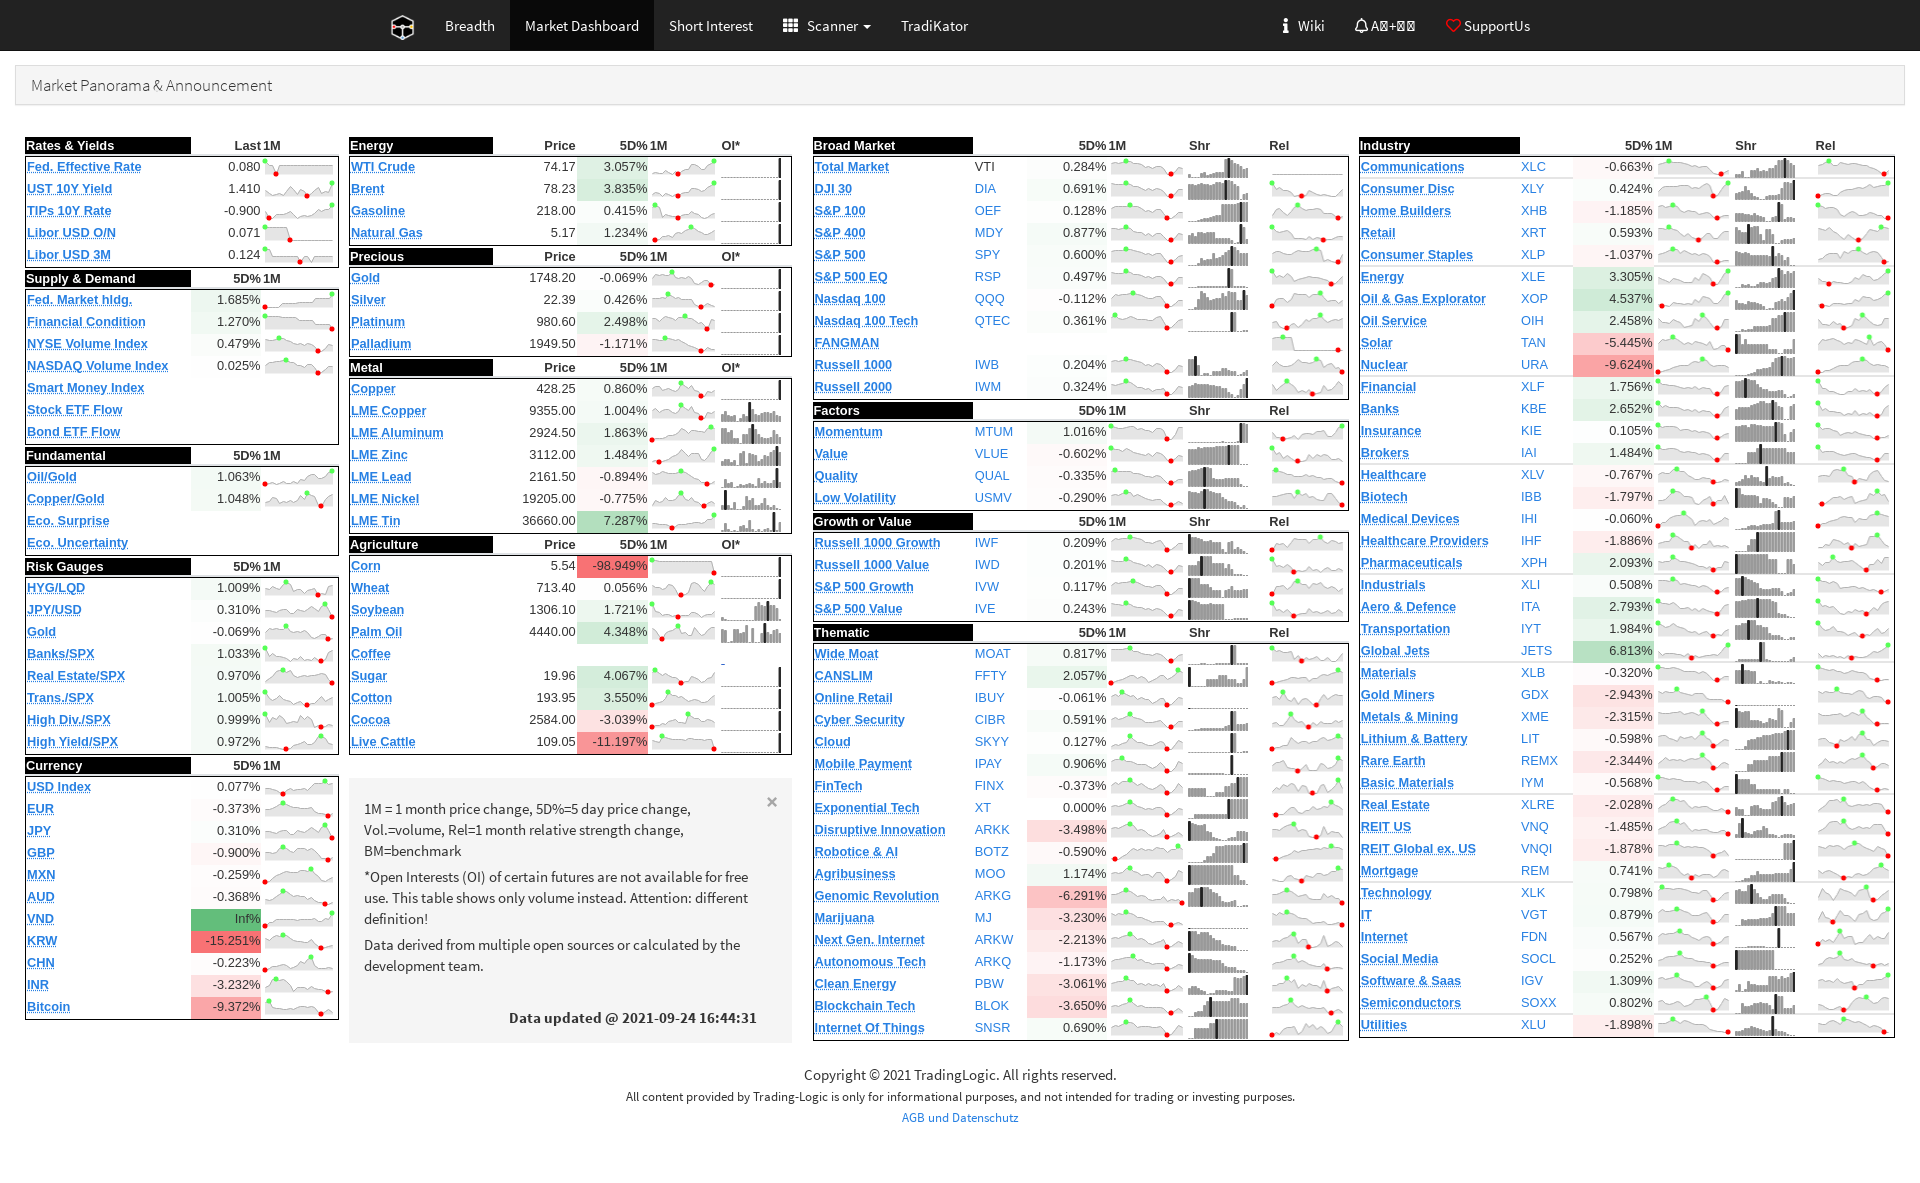 Breadth
Market Dashboard
Short Interest
Scanner
TradiKator
Wiki
SupportUs
Market Panorama & Announcement
Rates & Yields Last 1M
Fed. Effective Rate 0.080
UST 10Y Yield 1.410
TIPs 10Y Rate -0.900
Libor USD O/N 0.071
Libor USD 3M 0.124
Supply & Demand 5D% 1M
Fed. Market hldg. 1.685%
Financial Condition 1.270%
NYSE Volume Index 0.479%
NASDAQ Volume Index 0.025%
Smart Money Index
Stock ETF Flow
Bond ETF Flow
Fundamental 5D% 1M
Oil/Gold 1.063%
Copper/Gold 1.048%
Eco. Surprise
Eco. Uncertainty
Risk Gauges 5D% 1M
HYG/LQD 1.009%
JPY/USD 0.310%
Gold -0.069%
Banks/SPX 1.033%
Real Estate/SPX 0.970%
Trans./SPX 1.005%
High Div./SPX 0.999%
High Yield/SPX 0.972%
Currency 5D% 1M
USD Index 0.077%
EUR -0.373%
JPY 0.310%
GBP -0.900%
MXN -0.259%
AUD -0.368%
VND Inf%
KRW -15.251%
CHN -0.223%
INR -3.232%
Bitcoin -9.372%
Energy Price 5D% 1M OI*
WTI Crude 74.17 3.057%
Brent 78.23 3.835%
Gasoline 218.00 0.415%
Natural Gas 5.17 1.234%
Precious Price 5D% 1M OI*
Gold 1748.20 -0.069%
Silver 22.39 0.426%
Platinum 980.60 2.498%
Palladium 1949.50 -1.171%
Metal Price 5D% 1M OI*
Copper 428.25 0.860%
LME Copper 9355.00 1.004%
LME Aluminum 2924.50 1.863%
LME Zinc 3112.00 1.484%
LME Lead 2161.50 -0.894%
LME Nickel 19205.00 -0.775%
LME Tin 36660.00 7.287%
Agriculture Price 5D% 1M OI*
Corn 5.54 -98.949%
Wheat 713.40 0.056%
Soybean 1306.10 1.721%
Palm Oil 4440.00 4.348%
Coffee
Sugar 19.96 4.067%
Cotton 193.95 3.550%
Cocoa 2584.00 -3.039%
Live Cattle 109.05 -11.197%
×
1M = 1 month price change, 5D%=5 day price change,
Vol.=volume, Rel=1 month relative strength change,
BM=benchmark
*Open Interests (OI) of certain futures are not available for free
use. This table shows only volume instead. Attention: different
definition!
Data derived from multiple open sources or calculated by the
development team.
Data updated @ 2021-09-24 16:44:31
Broad Market 5D% 1M Shr Rel
Total Market VTI 0.284%
DJI 30 DIA 0.691%
S&P 100 OEF 0.128%
S&P 400 MDY 0.877%
S&P 500 SPY 0.600%
S&P 500 EQ RSP 0.497%
Nasdaq 100 QQQ -0.112%
Nasdaq 100 Tech QTEC 0.361%
FANGMAN
Russell 1000 IWB 0.204%
Russell 2000 IWM 0.324%
Factors 5D% 1M Shr Rel
Momentum MTUM 1.016%
Value VLUE -0.602%
Quality QUAL -0.335%
Low Volatility USMV -0.290%
Growth or Value 5D% 1M Shr Rel
Russell 1000 Growth IWF 0.209%
Russell 1000 Value IWD 0.201%
S&P 500 Growth IVW 0.117%
S&P 500 Value IVE 0.243%
Thematic 5D% 1M Shr Rel
Wide Moat MOAT 0.817%
CANSLIM FFTY 2.057%
Online Retail IBUY -0.061%
Cyber Security CIBR 0.591%
Cloud SKYY 0.127%
Mobile Payment IPAY 0.906%
FinTech FINX -0.373%
Exponential Tech XT 0.000%
Disruptive Innovation ARKK -3.498%
Robotice & AI BOTZ -0.590%
Agribusiness MOO 1.174%
Genomic Revolution ARKG -6.291%
Marijuana MJ -3.230%
Next Gen. Internet ARKW -2.213%
Autonomous Tech ARKQ -1.173%
Clean Energy PBW -3.061%
Blockchain Tech BLOK -3.650%
Internet Of Things SNSR 0.690%
Industry 5D% 1M Shr Rel
Communications XLC -0.663%
Consumer Disc XLY 0.424%
Home Builders XHB -1.185%
Retail XRT 0.593%
Consumer Staples XLP -1.037%
Energy XLE 3.305%
Oil & Gas Explorator XOP 4.537%
Oil Service OIH 2.458%
Solar TAN -5.445%
Nuclear URA -9.624%
Financial XLF 1.756%
Banks KBE 2.652%
Insurance KIE 0.105%
Brokers IAI 1.484%
Healthcare XLV -0.767%
Biotech IBB -1.797%
Medical Devices IHI -0.060%
Healthcare Providers IHF -1.886%
Pharmaceuticals XPH 2.093%
Industrials XLI 0.508%
Aero & Defence ITA 2.793%
Transportation IYT 1.984%
Global Jets JETS 6.813%
Materials XLB -0.320%
Gold Miners GDX -2.943%
Metals & Mining XME -2.315%
Lithium & Battery LIT -0.598%
Rare Earth REMX -2.344%
Basic Materials IYM -0.568%
Real Estate XLRE -2.028%
REIT US VNQ -1.485%
REIT Global ex. US VNQI -1.878%
Mortgage REM 0.741%
Technology XLK 0.798%
IT VGT 0.879%
Internet FDN 0.567%
Social Media SOCL 0.252%
Software & Saas IGV 1.309%
Semiconductors SOXX 0.802%
Utilities XLU -1.898%
Copyright © 2021 TradingLogic. All rights reserved.
All content provided by Trading-Logic is only for informational purposes, and not intended for trading or investing purposes.
AGB und Datenschutz